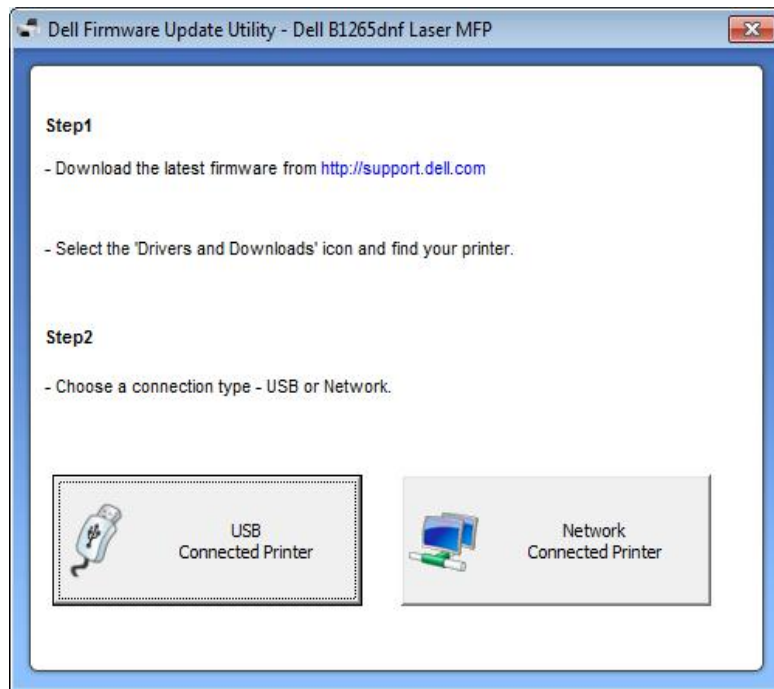 Dell Firmware Update Utility - Dell B1265dnf Laser MFP
Step1
- Download the latest firmware from http://support.dell.com
- Select the 'Drivers and Downloads' icon and find your printer.
Step2
- Choose a connection type - USB or Network.
USB
Connected Printer
Network
Connected Printer